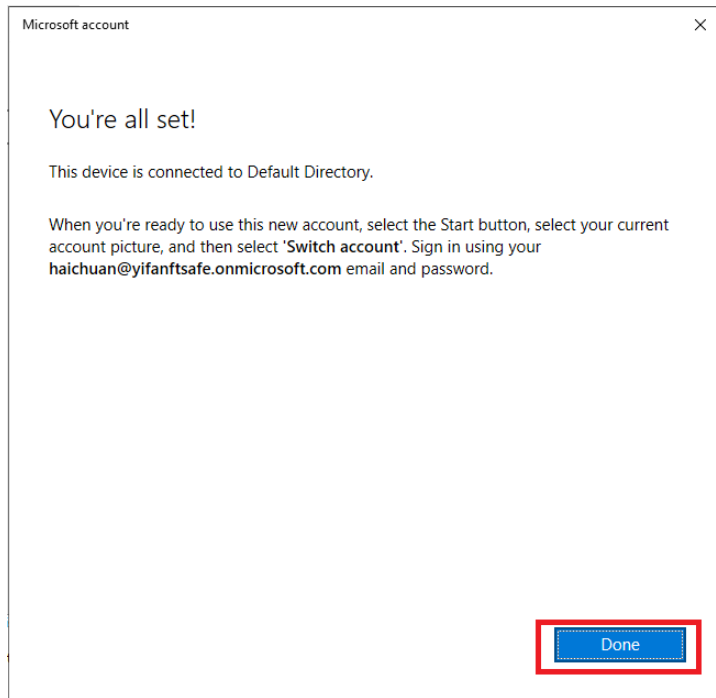 Microsoft account
You're all set!
This device is connected to Default Directory.
When you're ready to use this new account, select the Start button, select your current
account picture, and then select 'Switch account'. Sign in using your
haichuan@yifanftsafe.onmicrosoft.com email and password.
Done